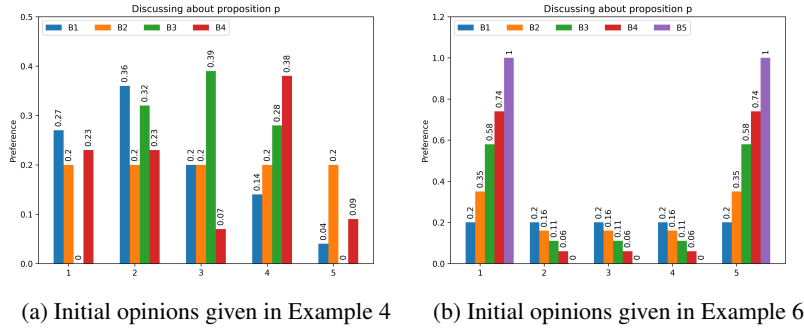 Discussing about proposition p
B1 B2 B3 B4
Preference
0.5
0.4
0.3
0.2
0.1
0.0
0.27 0.2 0 0.23
0.36 0.2 0.32 0.23
0.2 0.2 0.39 0.07
0.14 0.2 0.28 0.38
0.04 0.2 0 0.09
1 2 3 4 5
(a) Initial opinions given in Example 4
Discussing about proposition p
B1 B2 B3 B4 B5
Preference
1.2
1.0
0.8
0.6
0.4
0.2
0.0
0.2 0.35 0.58 0.74 1
0.2 0.16 0.11 0.06 0
0.2 0.16 0.11 0.06 0
0.2 0.16 0.11 0.06 0
0.2 0.35 0.58 0.74 1
1 2 3 4 5
(b) Initial opinions given in Example 6